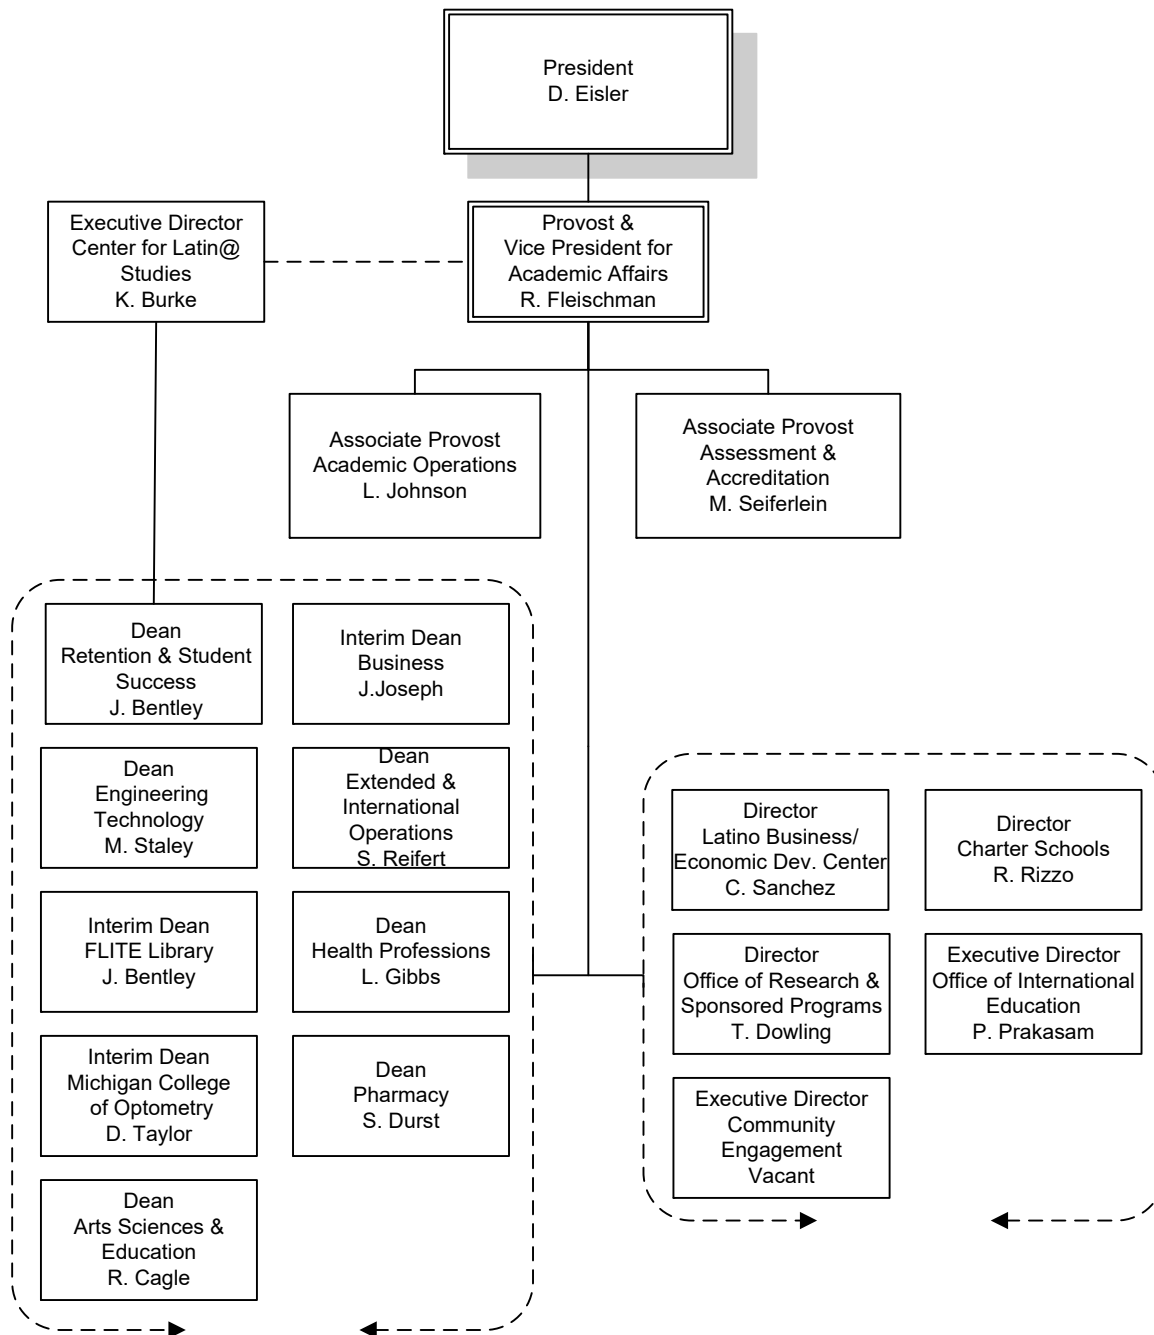 President
D. Eisler
Executive Director
Center for Latin@
Studies
K. Burke
Provost &
Vice President for
Academic Affairs
R. Fleischman
Associate Provost
Academic Operations
L. Johnson
Associate Provost
Assessment &
Accreditation
M. Seiferlein
Dean
Retention & Student
Success
J. Bentley
Interim Dean
Business
J.Joseph
Dean
Engineering
Technology
M. Staley
Dean
Extended &
International
Operations
S. Reifert
Interim Dean
FLITE Library
J. Bentley
Dean
Health Professions
L. Gibbs
Interim Dean
Michigan College
of Optometry
D. Taylor
Dean
Pharmacy
S. Durst
Dean
Arts Sciences &
Education
R. Cagle
Director
Latino Business/
Economic Dev. Center
C. Sanchez
Director
Charter Schools
R. Rizzo
Director
Office of Research &
Sponsored Programs
T. Dowling
Executive Director
Office of International
Education
P. Prakasam
Executive Director
Community
Engagement
Vacant